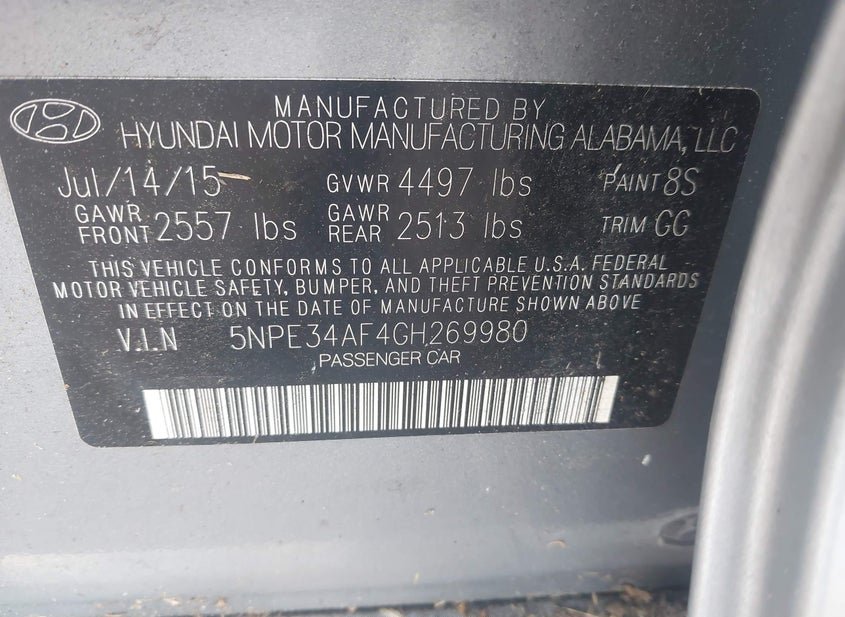 MANUFACTURED BY
HYUNDAI MOTOR MANUFACTURING ALABAMA, LLC
Jul/14/15 GVWR 4497 lbs PAINT 8S
GAWR FRONT 2557 lbs GAWR REAR 2513 lbs TRIM GG
THIS VEHICLE CONFORMS TO ALL APPLICABLE U.S.A. FEDERAL
MOTOR VEHICLE SAFETY, BUMPER, AND THEFT PREVENTION STANDARDS
IN EFFECT ON THE DATE OF MANUFACTURE SHOWN ABOVE
V.I.N 5NPE34AF4GH269980
PASSENGER CAR